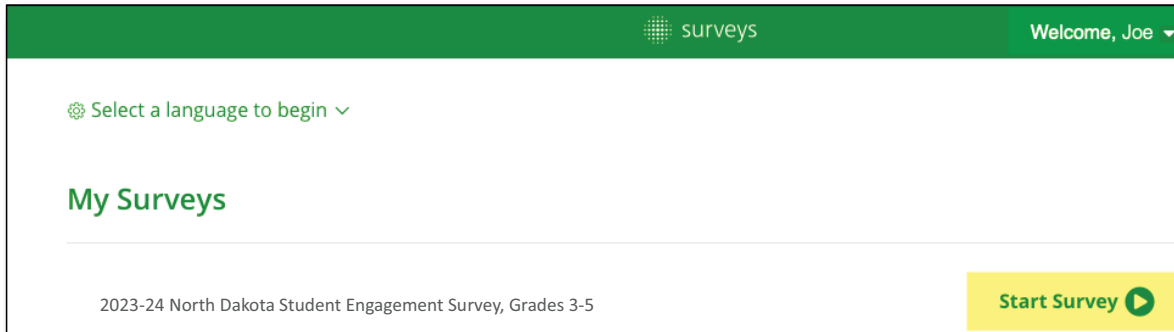 surveys
Welcome, Joe
Select a language to begin
My Surveys
2023-24 North Dakota Student Engagement Survey, Grades 3-5
Start Survey